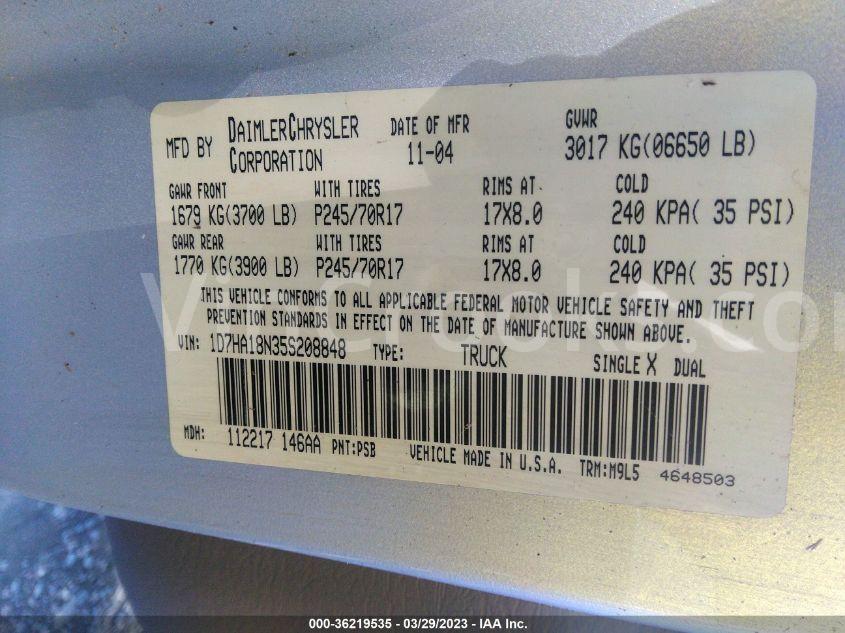 MFD BY DAIMLERCHRYSLER CORPORATION DATE OF MFR 11-04 GVWR 3017 KG(06650 LB)
GAWR FRONT WITH TIRES RIMS AT COLD
1679 KG(3700 LB) P245/70R17 17X8.0 240 KPA( 35 PSI)
GAWR REAR WITH TIRES RIMS AT COLD
1770 KG(3900 LB) P245/70R17 17X8.0 240 KPA( 35 PSI)
THIS VEHICLE CONFORMS TO ALL APPLICABLE FEDERAL MOTOR VEHICLE SAFETY AND THEFT
PREVENTION STANDARDS IN EFFECT ON THE DATE OF MANUFACTURE SHOWN ABOVE.
VIN: 1D7HA18N35S208848 TYPE: TRUCK SINGLE X DUAL
MDH: 112217 146AA PNT:PSB VEHICLE MADE IN U.S.A. TRM:M9L5 4648503
000-36219535 - 03/29/2023 - IAA Inc.